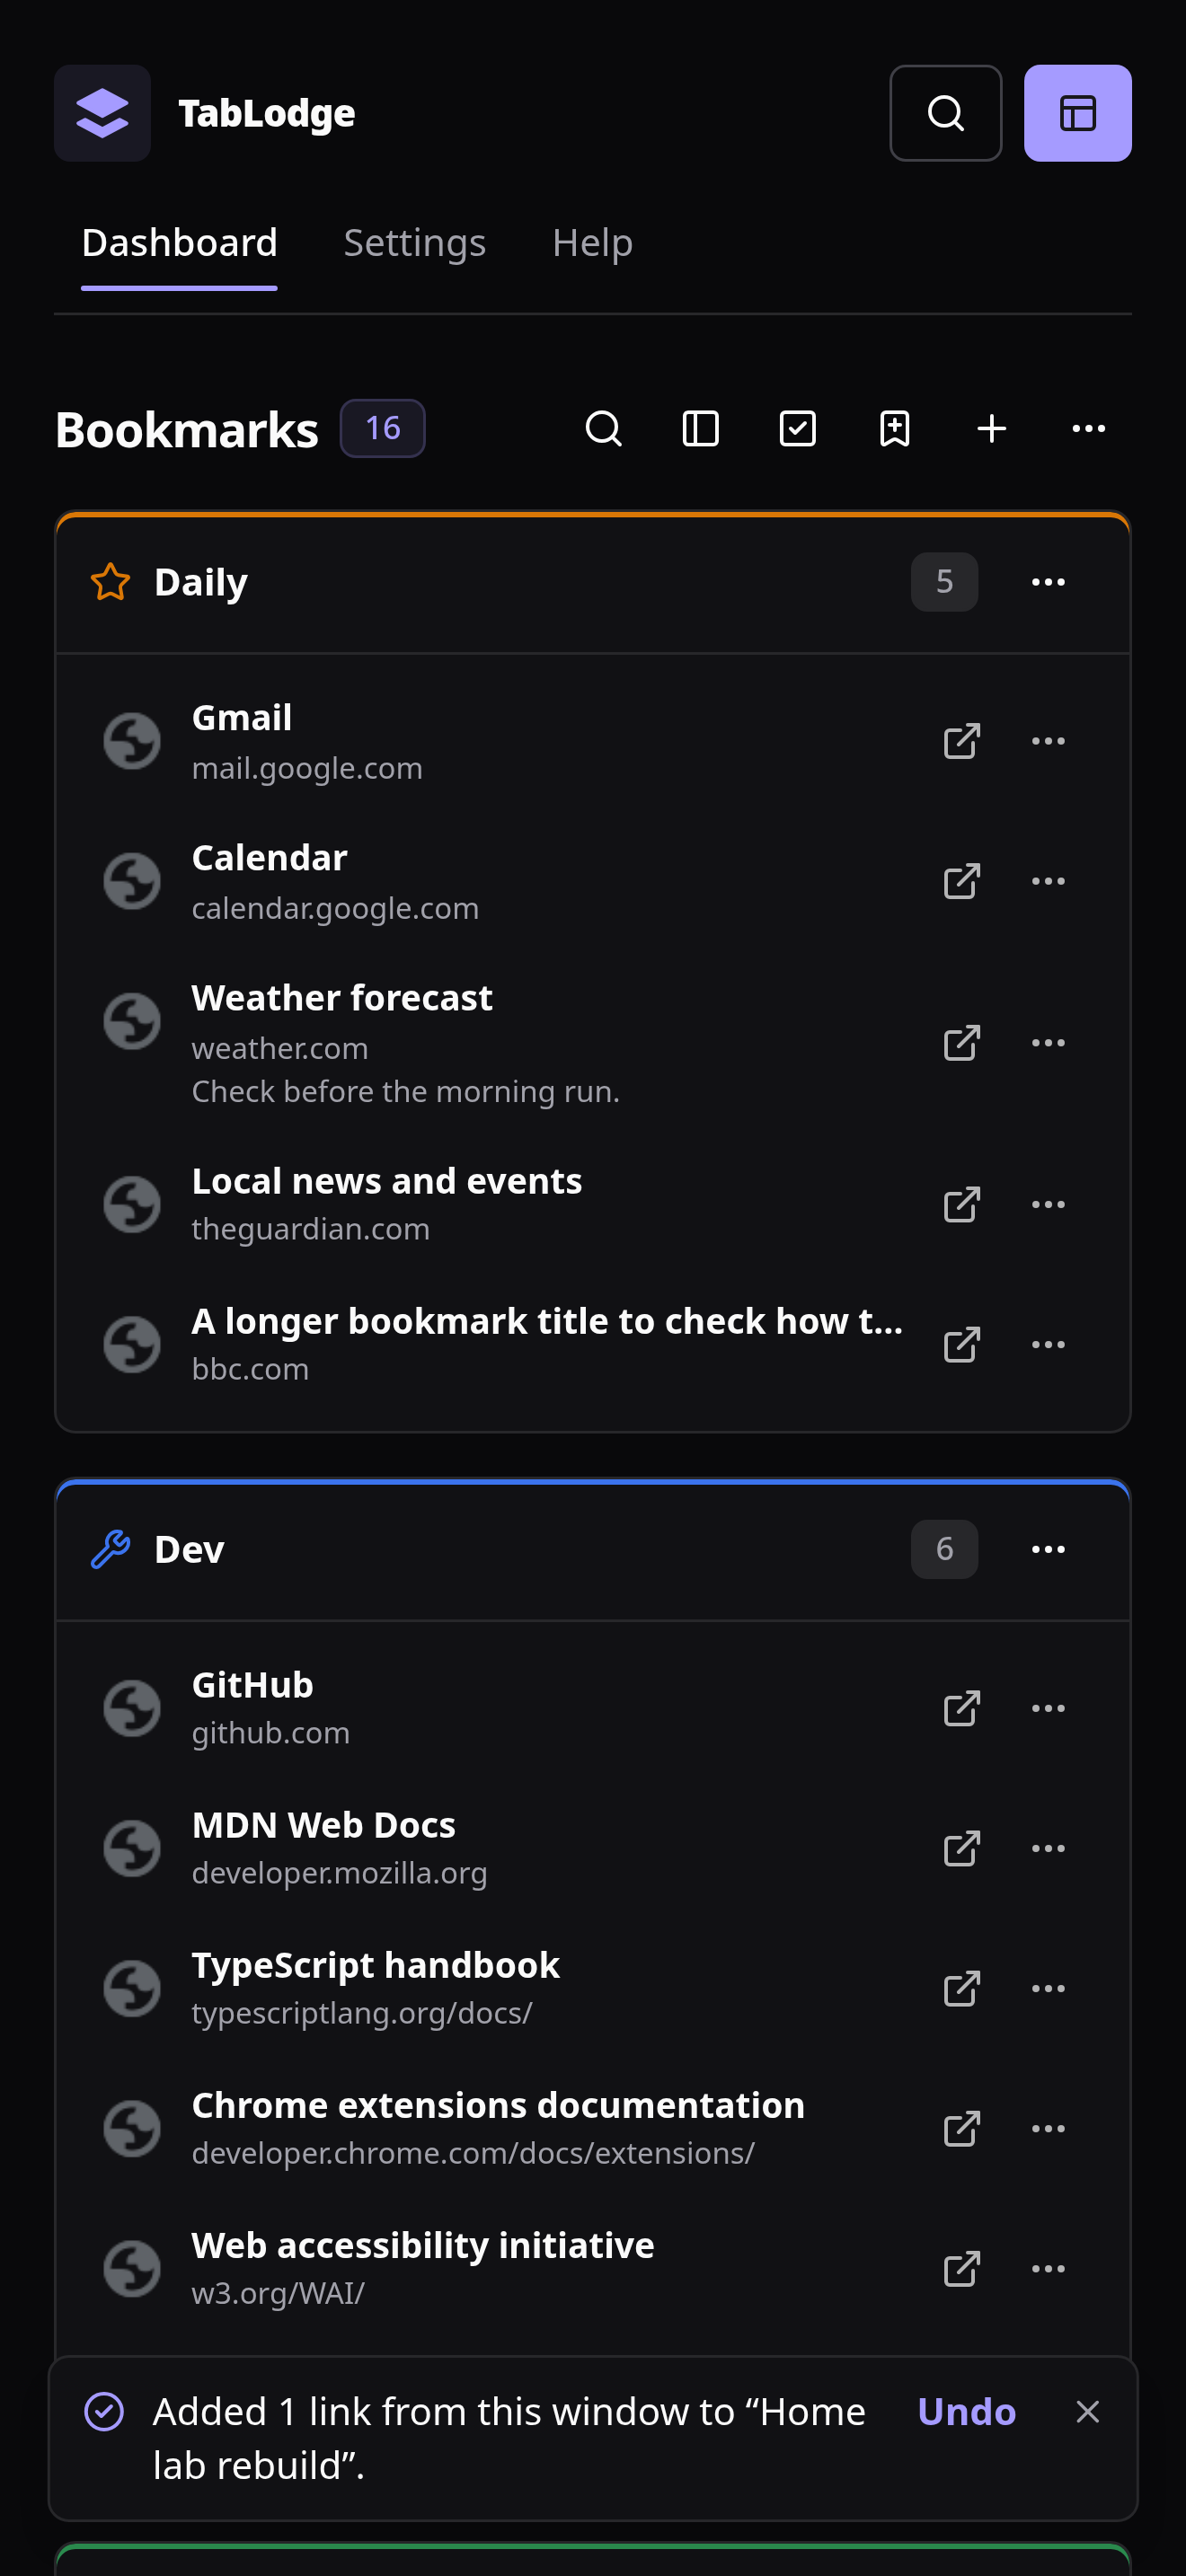 TabLodge
Dashboard Settings Help
Bookmarks 16
Daily 5
Gmail
mail.google.com
Calendar
calendar.google.com
Weather forecast
weather.com
Check before the morning run.
Local news and events
theguardian.com
A longer bookmark title to check how t...
bbc.com
Dev 6
GitHub
github.com
MDN Web Docs
developer.mozilla.org
TypeScript handbook
typescriptlang.org/docs/
Chrome extensions documentation
developer.chrome.com/docs/extensions/
Web accessibility initiative
w3.org/WAI/
Added 1 link from this window to “Home Undo
lab rebuild”.